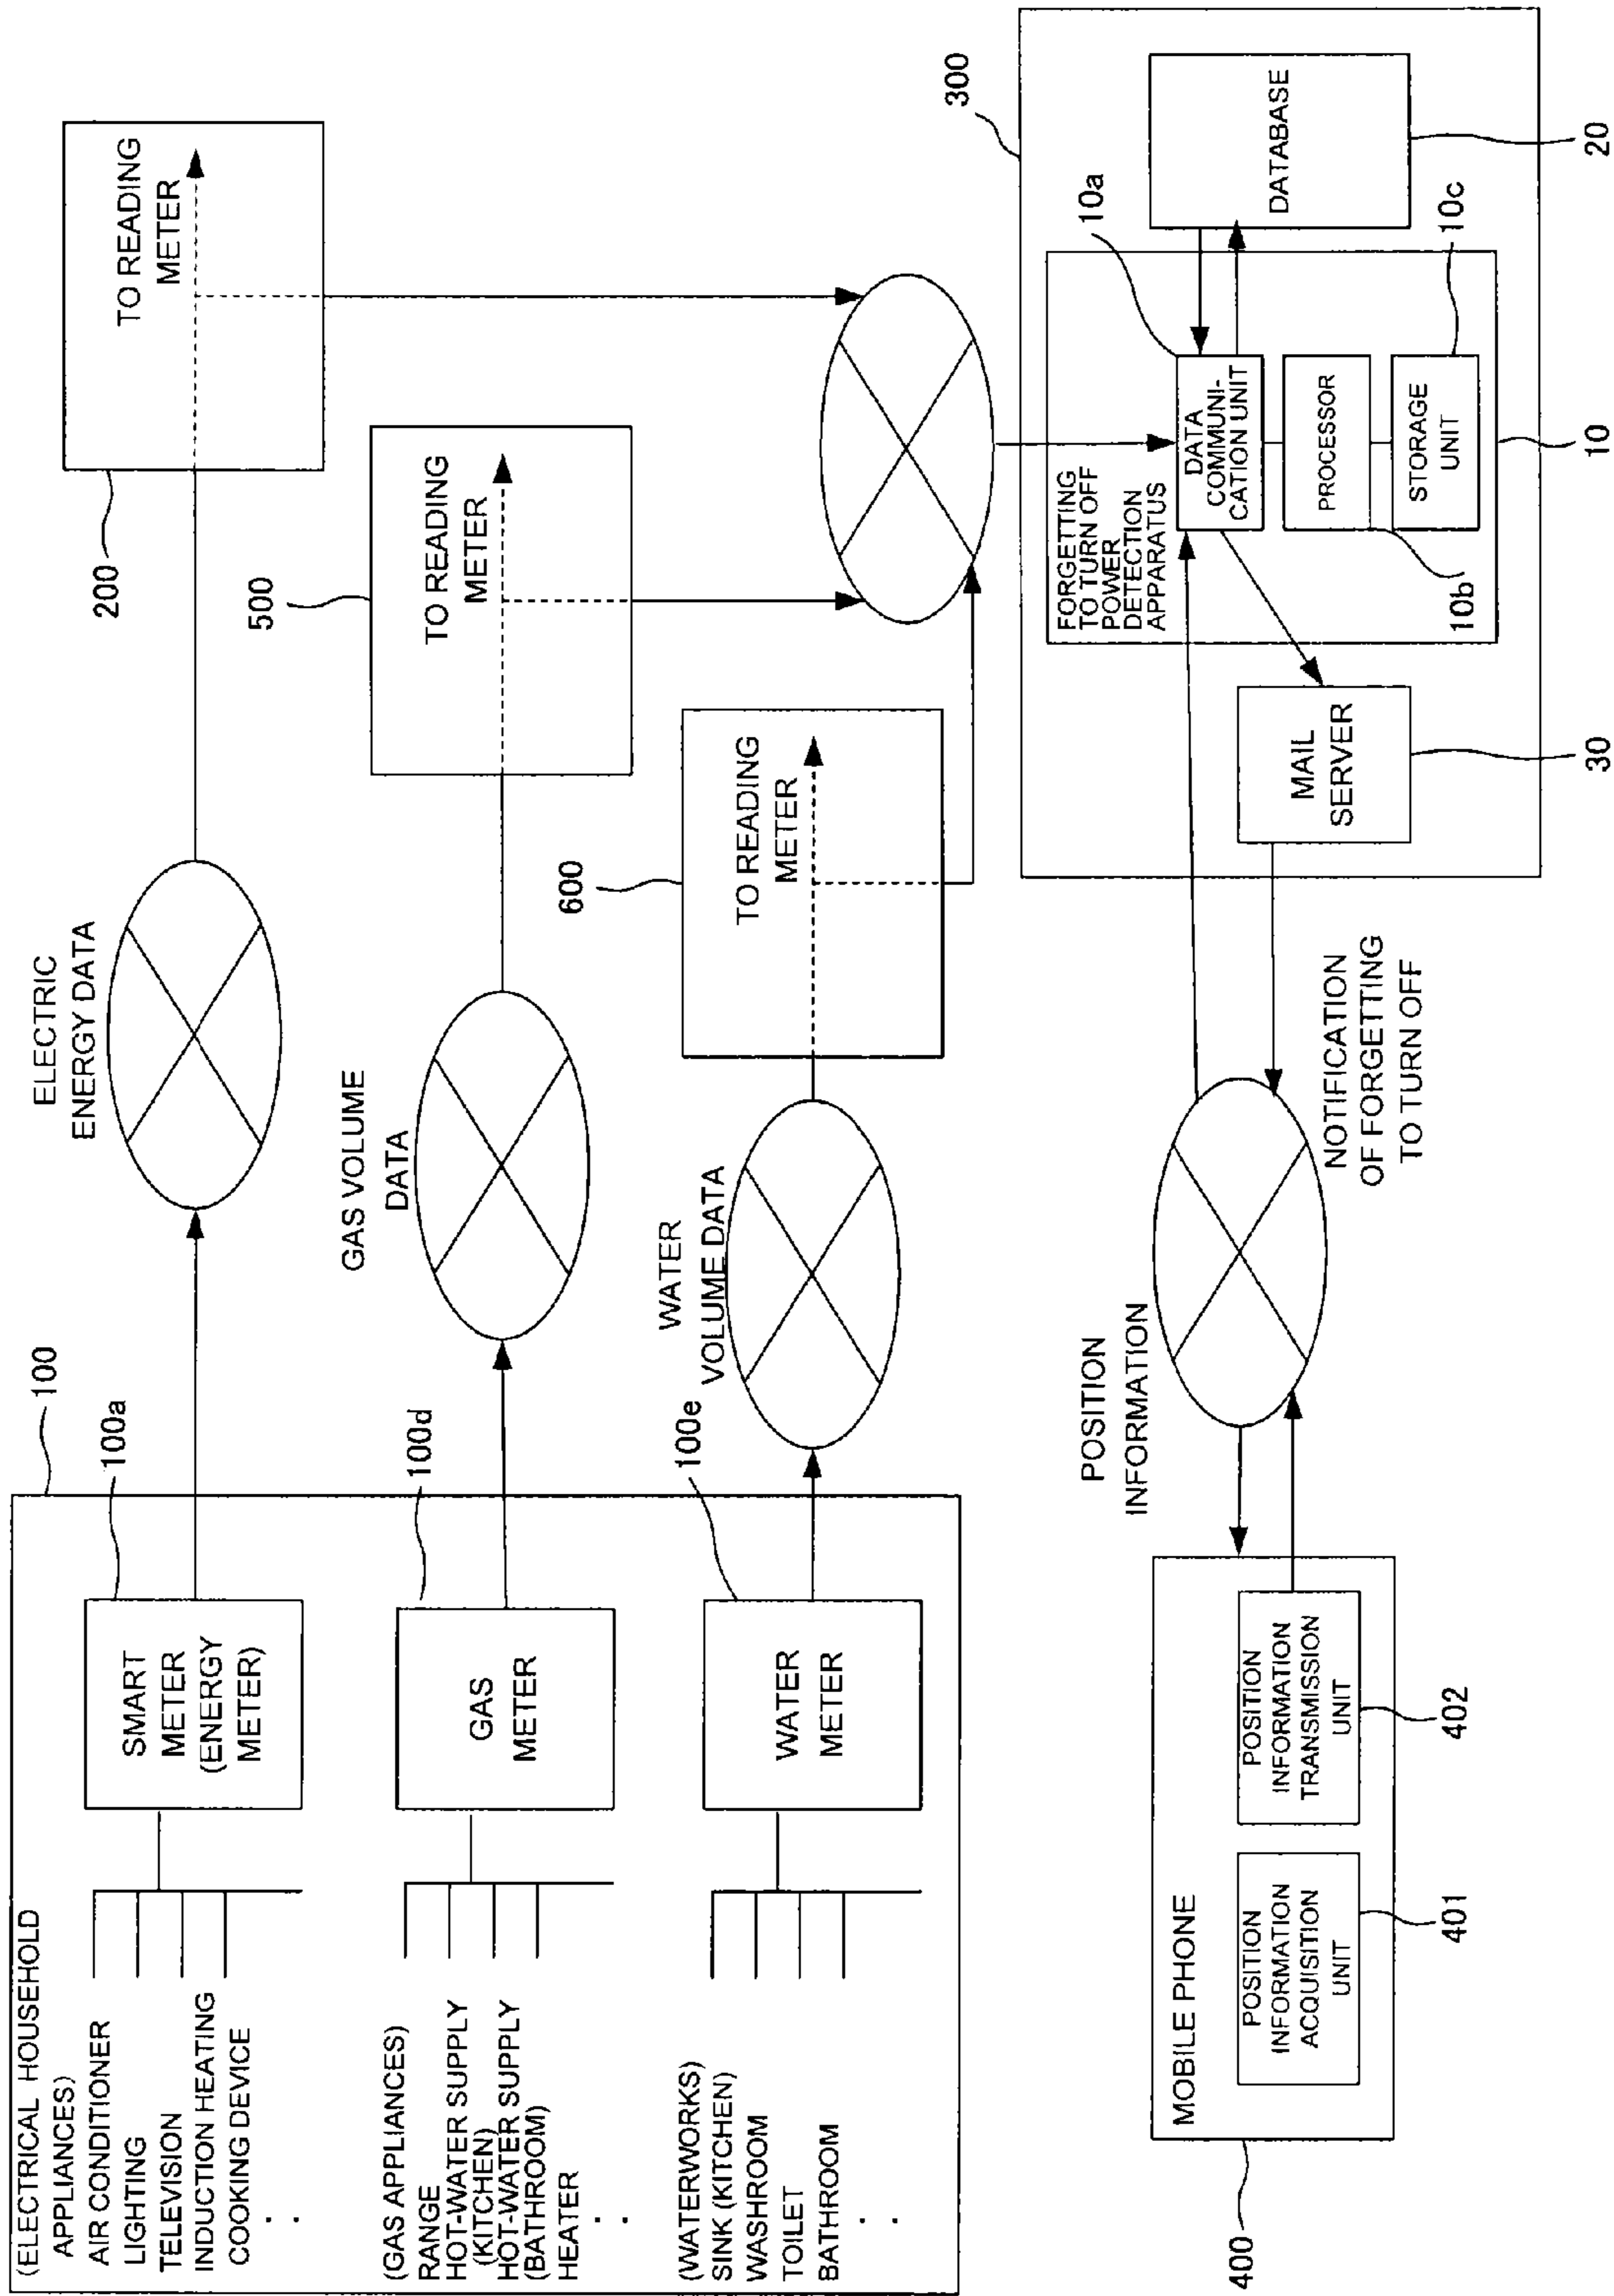 100
(ELECTRICAL HOUSEHOLD
APPLIANCES)
AIR CONDITIONER
LIGHTING
TELEVISION
INDUCTION HEATING
COOKING DEVICE
.
.
SMART
METER
(ENERGY
METER)
100a
ELECTRIC
ENERGY DATA
200
TO READING
METER
(GAS APPLIANCES)
RANGE
HOT-WATER SUPPLY
(KITCHEN)
HOT-WATER SUPPLY
(BATHROOM)
HEATER
.
.
GAS
METER
100d
GAS VOLUME
DATA
500
TO READING
METER
(WATERWORKS)
SINK (KITCHEN)
WASHROOM
TOILET
BATHROOM
.
.
WATER
METER
100e
WATER
VOLUME DATA
600
TO READING
METER
400
MOBILE PHONE
POSITION
INFORMATION
ACQUISITION
UNIT
401
POSITION
INFORMATION
TRANSMISSION
UNIT
402
POSITION
INFORMATION
NOTIFICATION
OF FORGETTING
TO TURN OFF
300
MAIL
SERVER
30
FORGETTING
TO TURN OFF
POWER
DETECTION
APPARATUS
10a
DATA
COMMUNI-
CATION UNIT
PROCESSOR
10b
STORAGE
UNIT
10c
10
DATABASE
20